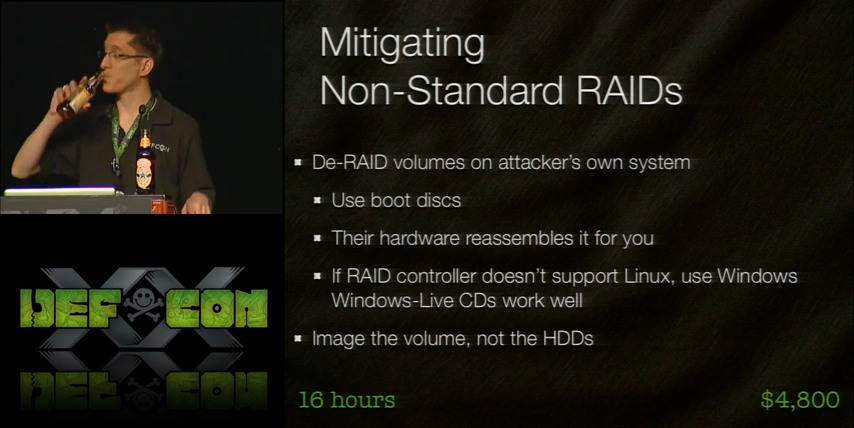 Mitigating
Non-Standard RAIDs
De-RAID volumes on attacker's own system
Use boot discs
Their hardware reassembles it for you
If RAID controller doesn't support Linux, use Windows
Windows-Live CDs work well
Image the volume, not the HDDs
16 hours
$4,800
DEF CON
XX